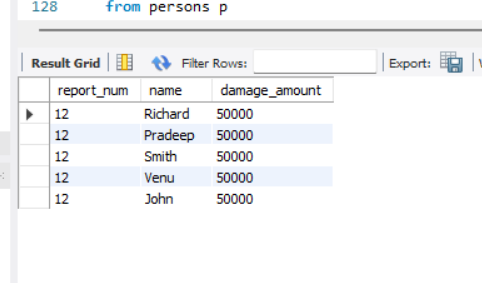 128 from persons p
Result Grid Filter Rows: Export:
report_num name damage_amount
12 Richard 50000
12 Pradeep 50000
12 Smith 50000
12 Venu 50000
12 John 50000